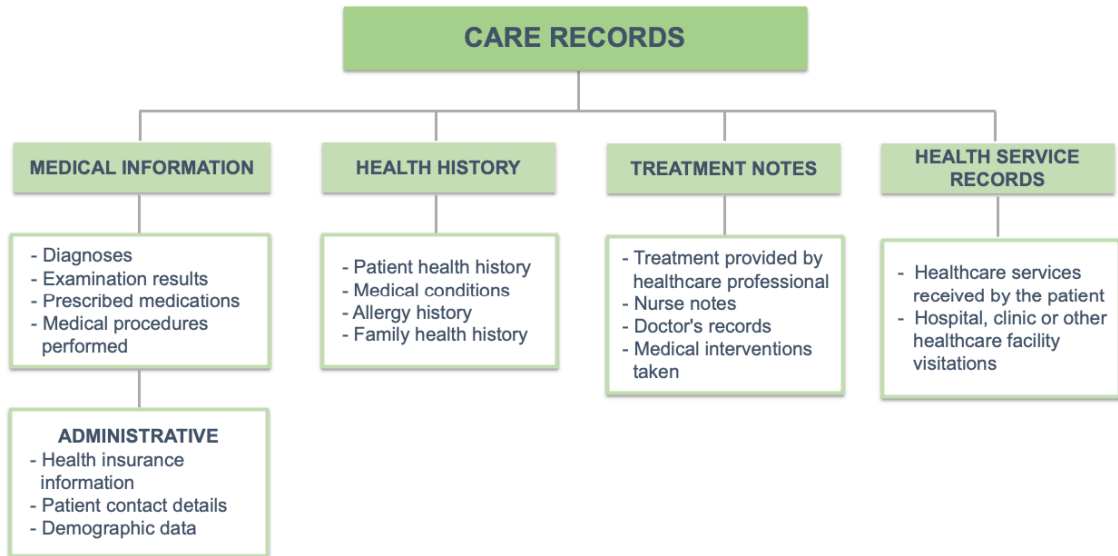 CARE RECORDS
MEDICAL INFORMATION
- Diagnoses
- Examination results
- Prescribed medications
- Medical procedures
performed
ADMINISTRATIVE
- Health insurance
information
- Patient contact details
- Demographic data
HEALTH HISTORY
- Patient health history
- Medical conditions
- Allergy history
- Family health history
TREATMENT NOTES
- Treatment provided by
healthcare professional
- Nurse notes
- Doctor's records
- Medical interventions
taken
HEALTH SERVICE
RECORDS
- Healthcare services
received by the patient
- Hospital, clinic or other
healthcare facility
visitations